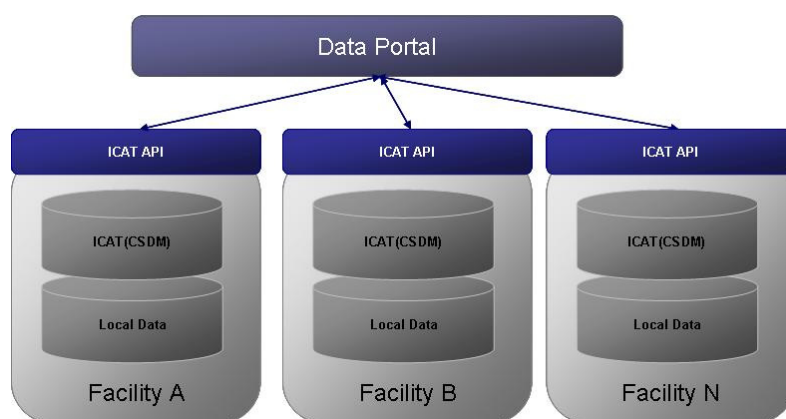 Data Portal
ICAT API
ICAT API
ICAT API
ICAT(CSDM)
ICAT(CSDM)
ICAT(CSDM)
Local Data
Local Data
Local Data
Facility A
Facility B
Facility N